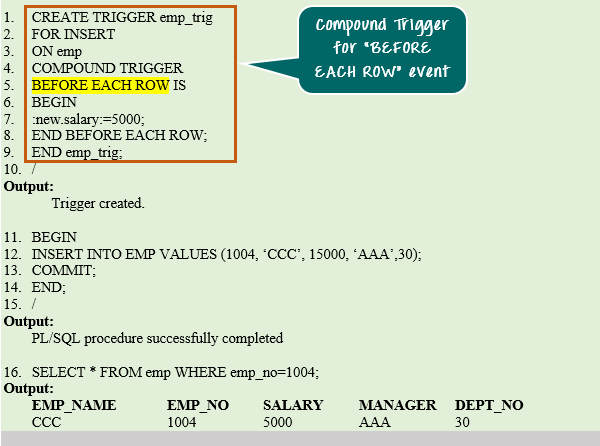 1. CREATE TRIGGER emp_trig
2. FOR INSERT
3. ON emp
4. COMPOUND TRIGGER
5. BEFORE EACH ROW IS
6. BEGIN
7. :new.salary:=5000;
8. END BEFORE EACH ROW;
9. END emp_trig;
10. /
Compound Trigger
for "BEFORE
EACH ROW" event
Output:
Trigger created.
11. BEGIN
12. INSERT INTO EMP VALUES (1004, ‘CCC’, 15000, ‘AAA’,30);
13. COMMIT;
14. END;
15. /
Output:
PL/SQL procedure successfully completed
16. SELECT * FROM emp WHERE emp_no=1004;
Output:
EMP_NAME EMP_NO SALARY MANAGER DEPT_NO
CCC 1004 5000 AAA 30